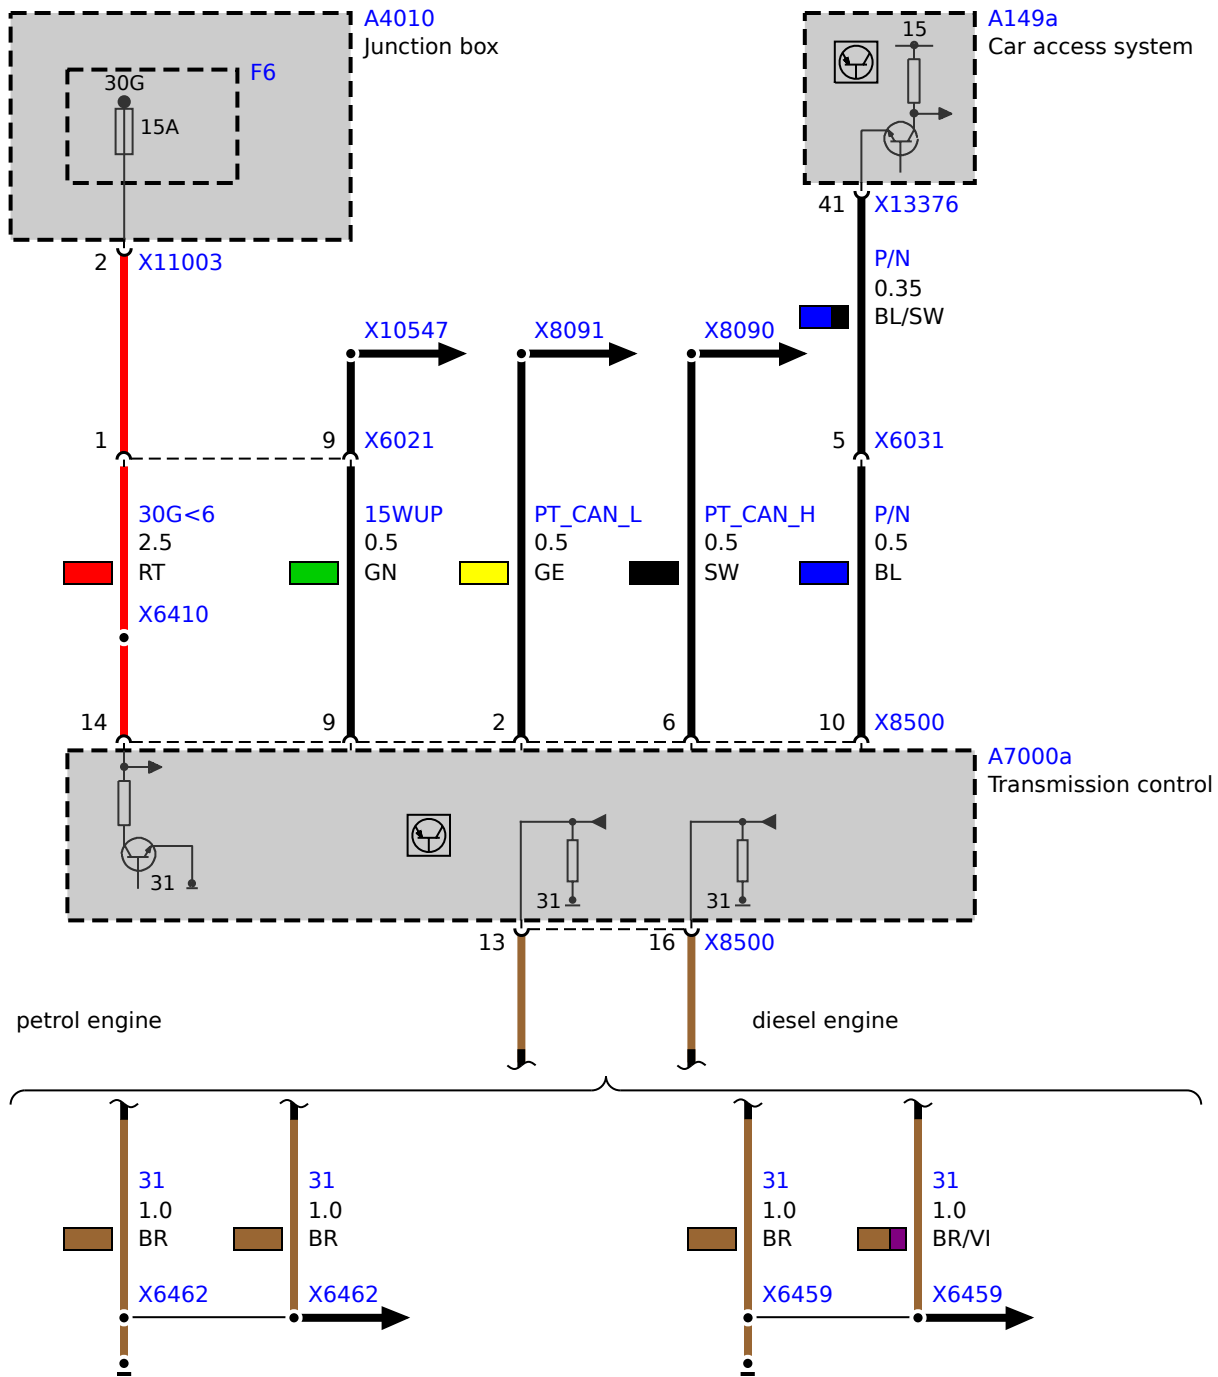 A4010
Junction box
F6
30G
15A
2 X11003
A149a
Car access system
15
41 X13376
P/N
0.35
BL/SW
X10547
X8091
X8090
1
9 X6021
5 X6031
30G<6
2.5
RT
X6410
15WUP
0.5
GN
PT_CAN_L
0.5
GE
PT_CAN_H
0.5
SW
P/N
0.5
BL
14
9
2
6
10 X8500
A7000a
Transmission control
31
31
31
13
16 X8500
petrol engine
diesel engine
31
1.0
BR
X6462
31
1.0
BR
X6462
31
1.0
BR
X6459
31
1.0
BR/VI
X6459